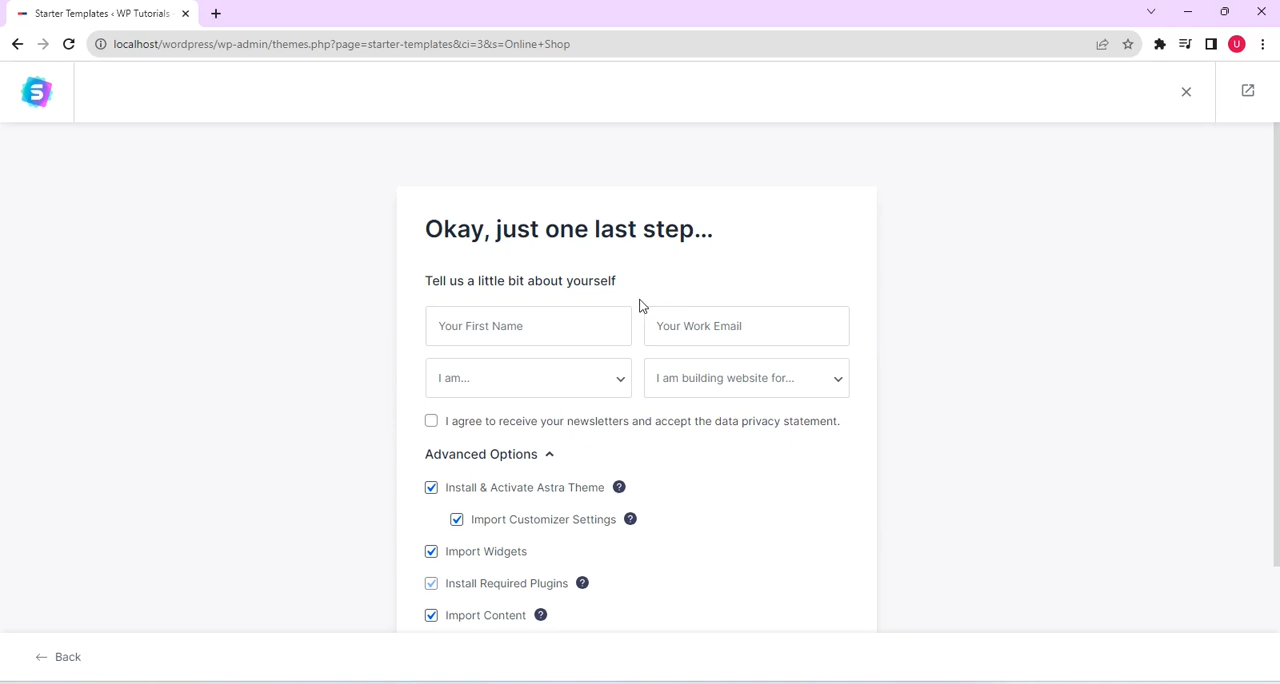 Starter Templates ‹ WP Tutorials
localhost/wordpress/wp-admin/themes.php?page=starter-templates&ci=3&s=Online+Shop
U
S
Okay, just one last step...
Tell us a little bit about yourself
Your First Name
Your Work Email
I am...
I am building website for...
I agree to receive your newsletters and accept the data privacy statement.
Advanced Options
Install & Activate Astra Theme ?
Import Customizer Settings ?
Import Widgets
Install Required Plugins ?
Import Content ?
← Back